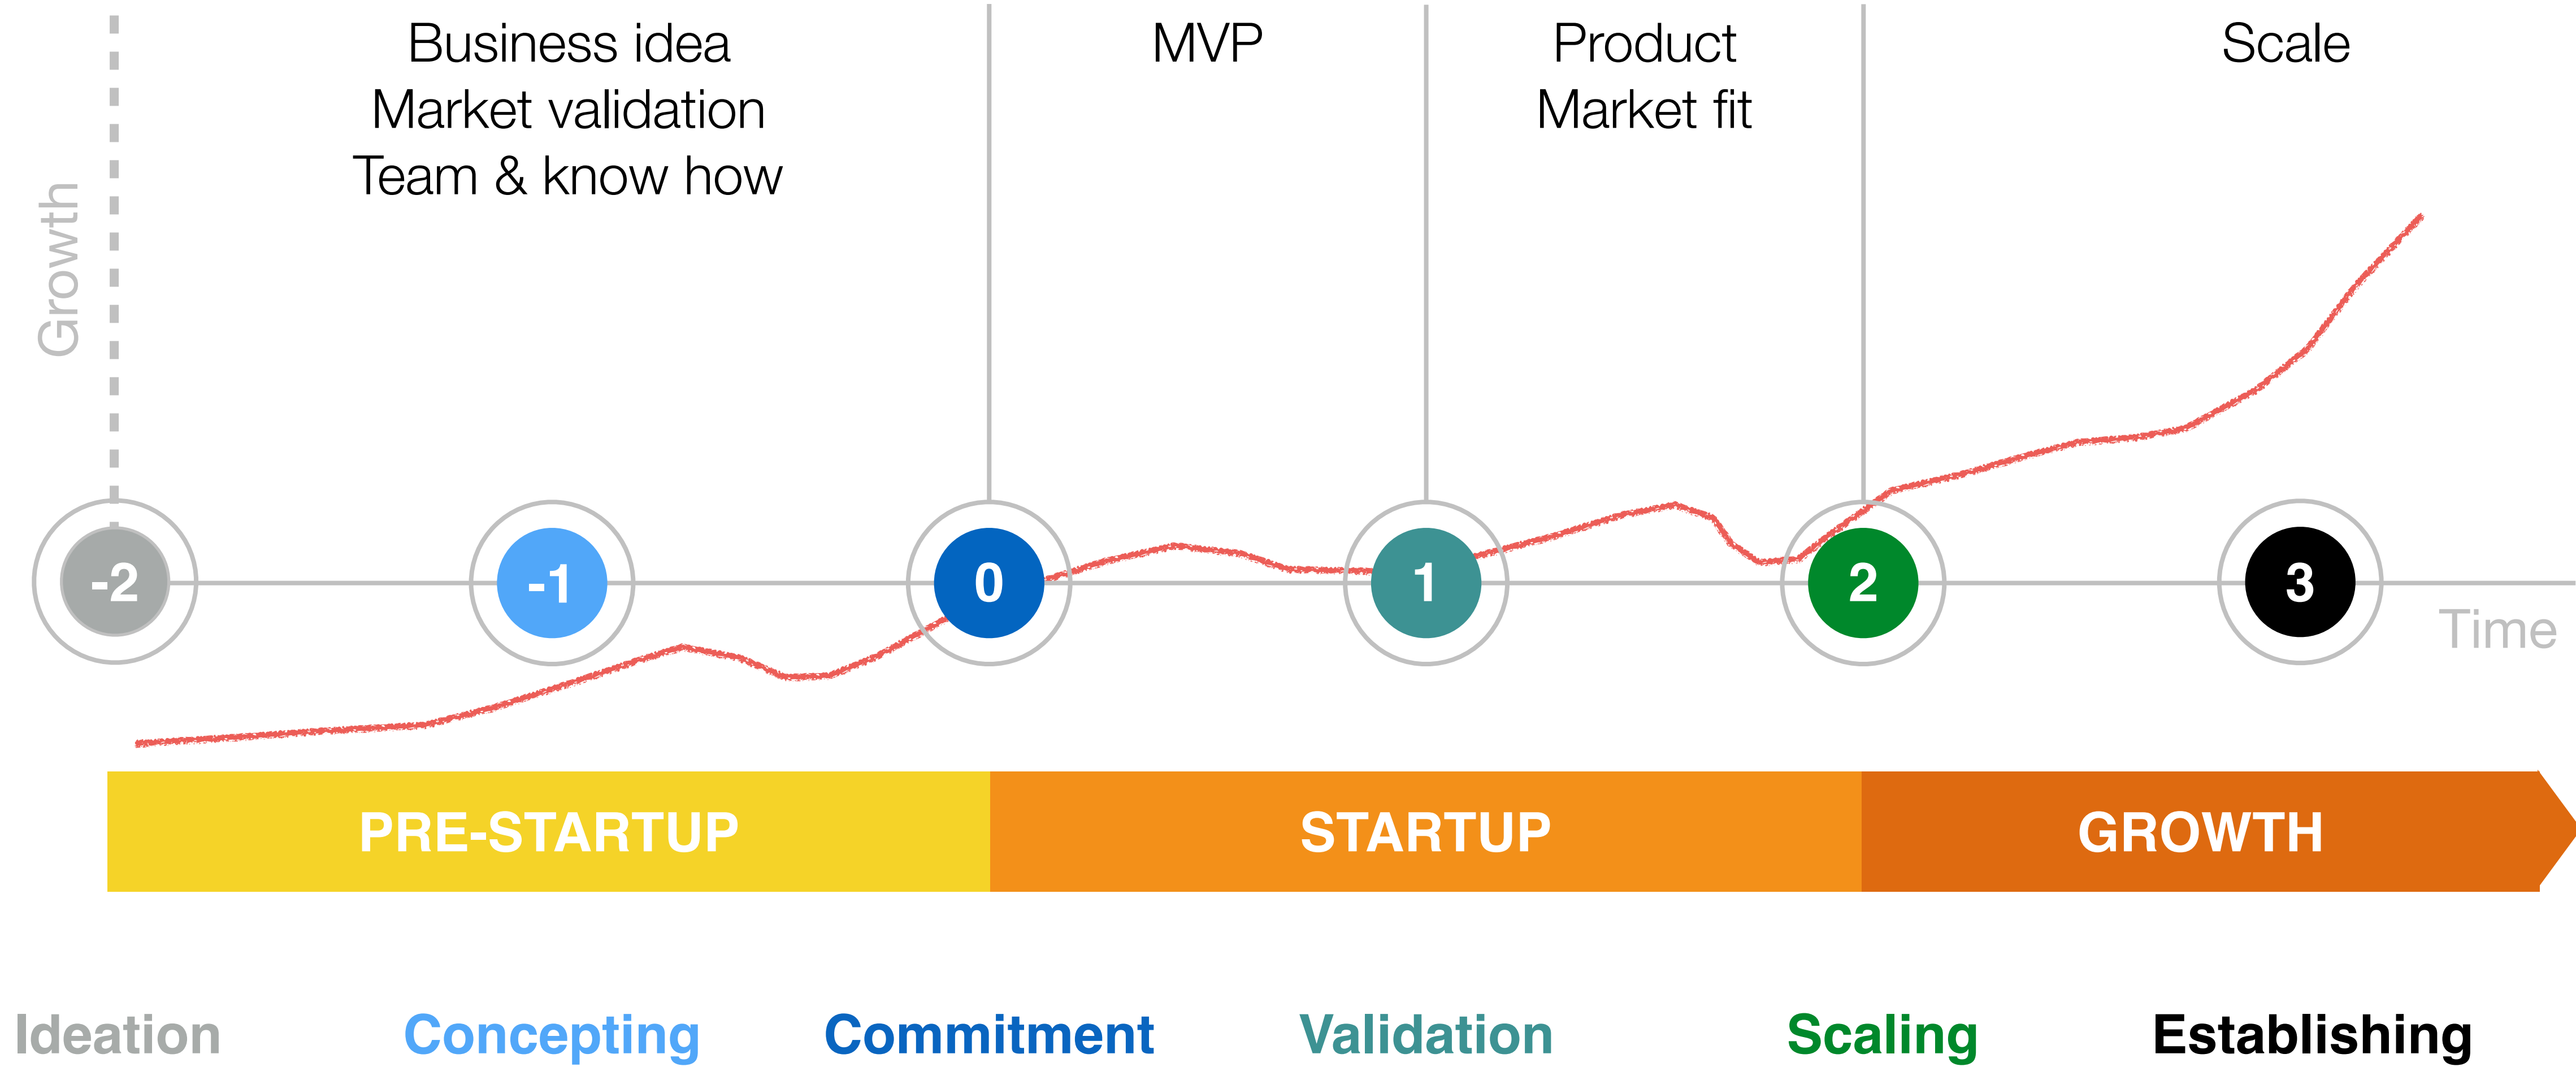 Business idea
Market validation
Team & know how
MVP
Product
Market fit
Scale
Growth
-2
-1
0
1
2
3
Time
PRE-STARTUP
STARTUP
GROWTH
Ideation
Concepting
Commitment
Validation
Scaling
Establishing